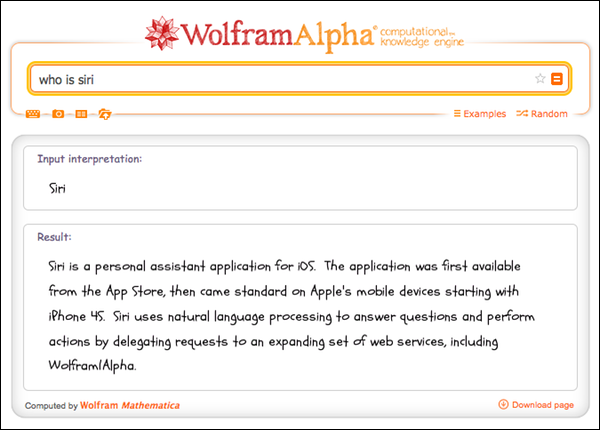 WolframAlpha® computational™
knowledge engine
who is siri
Examples Random
Input interpretation:
Siri
Result:
Siri is a personal assistant application for iOS. The application was first available
from the App Store, then came standard on Apple's mobile devices starting with
iPhone 4S. Siri uses natural language processing to answer questions and perform
actions by delegating requests to an expanding set of web services, including
Wolfram|Alpha.
Computed by Wolfram Mathematica Download page